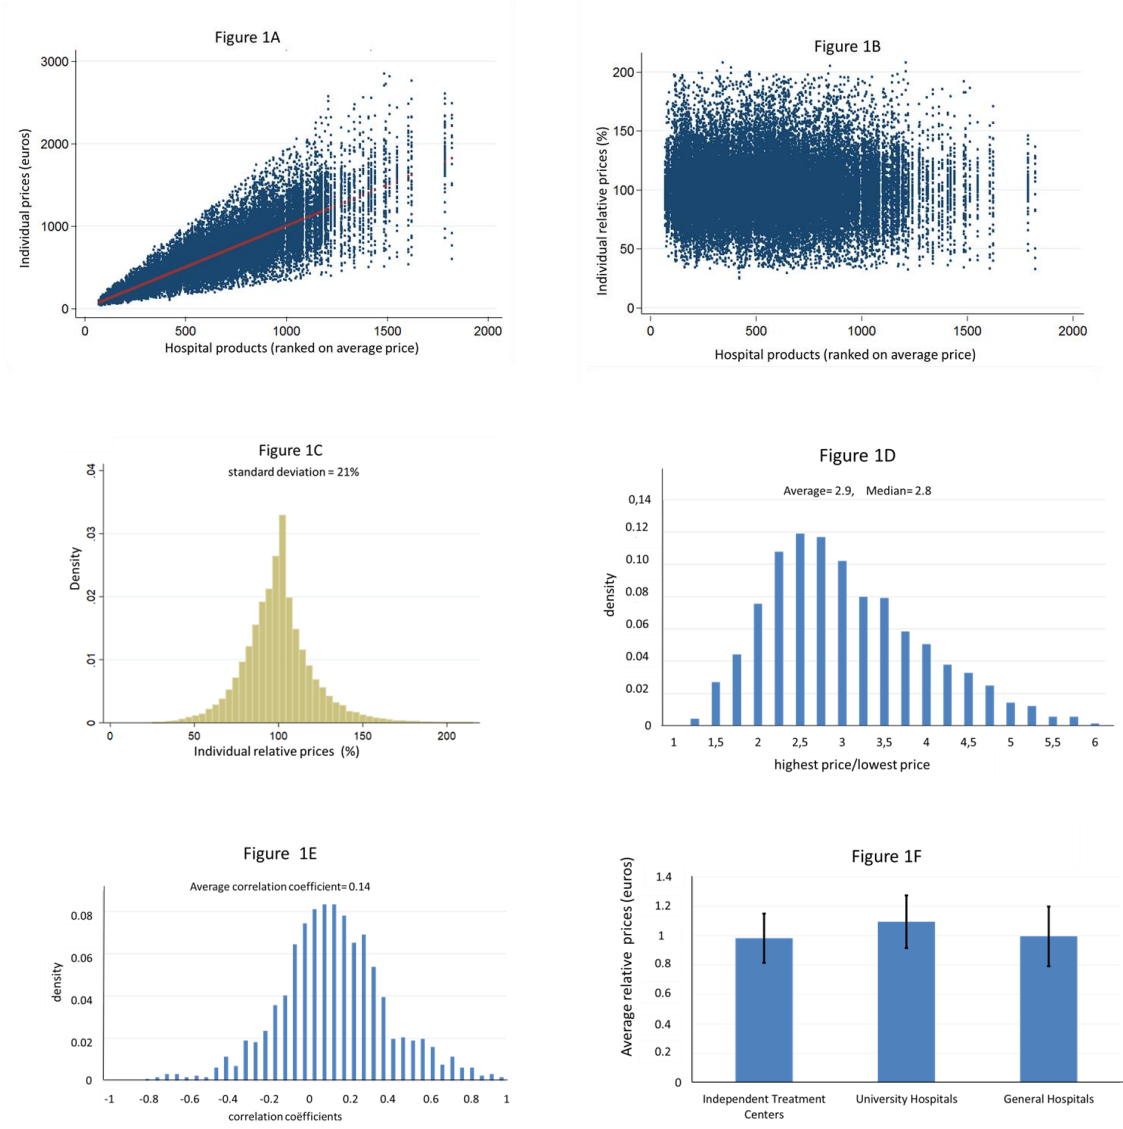 Figure 1A
3000
2000
1000
0
Individual prices (euros)
0 500 1000 1500 2000
Hospital products (ranked on average price)
Figure 1B
200
150
100
50
0
Individual relative prices (%)
0 500 1000 1500 2000
Hospital products (ranked on average price)
Figure 1C
standard deviation = 21%
.04
.03
.02
.01
0
Density
0 50 100 150 200
Individual relative prices (%)
Figure 1D
Average= 2.9, Median= 2.8
0,14
0.12
0.10
0.08
0.06
0.04
0.02
0
density
1 1,5 2 2,5 3 3,5 4 4,5 5 5,5 6
highest price/lowest price
Figure 1E
Average correlation coefficient= 0.14
0.08
0.06
0.04
0.02
0
density
-1 -0.8 -0.6 -0.4 -0.2 0 0.2 0.4 0.6 0.8 1
correlation coëfficients
Figure 1F
1.4
1.2
1
0.8
0.6
0.4
0.2
0
Average relative prices (euros)
Independent Treatment
Centers
University Hospitals
General Hospitals